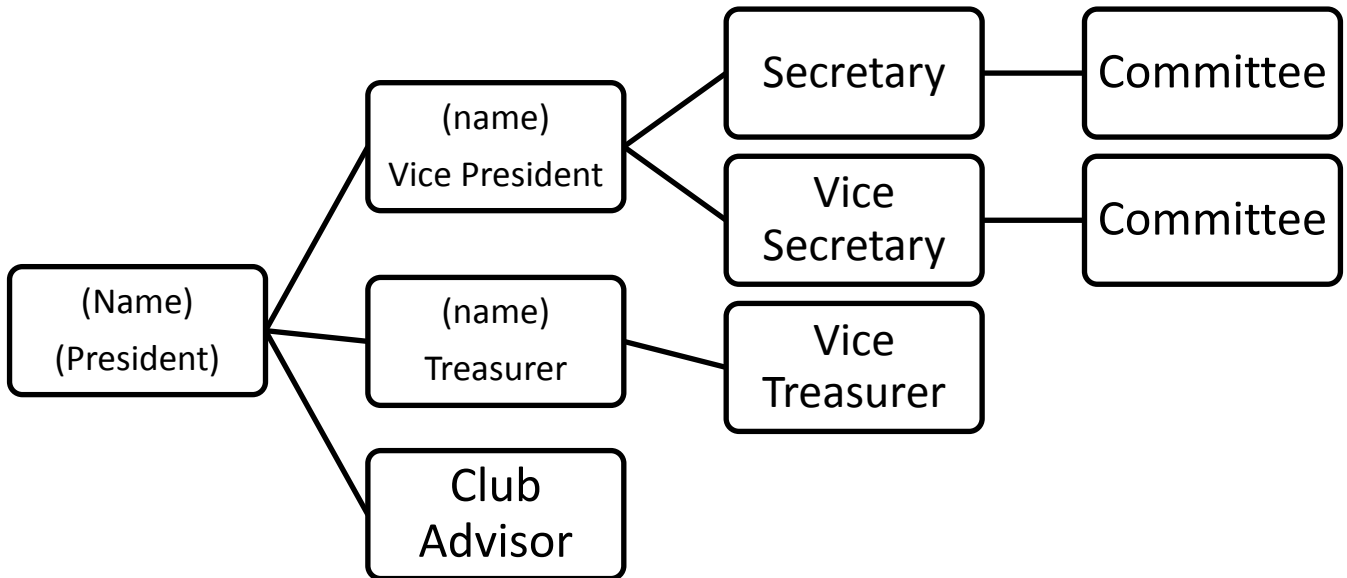 (Name)
(President)
(name)
Vice President
(name)
Treasurer
Club
Advisor
Secretary
Vice
Secretary
Vice
Treasurer
Committee
Committee